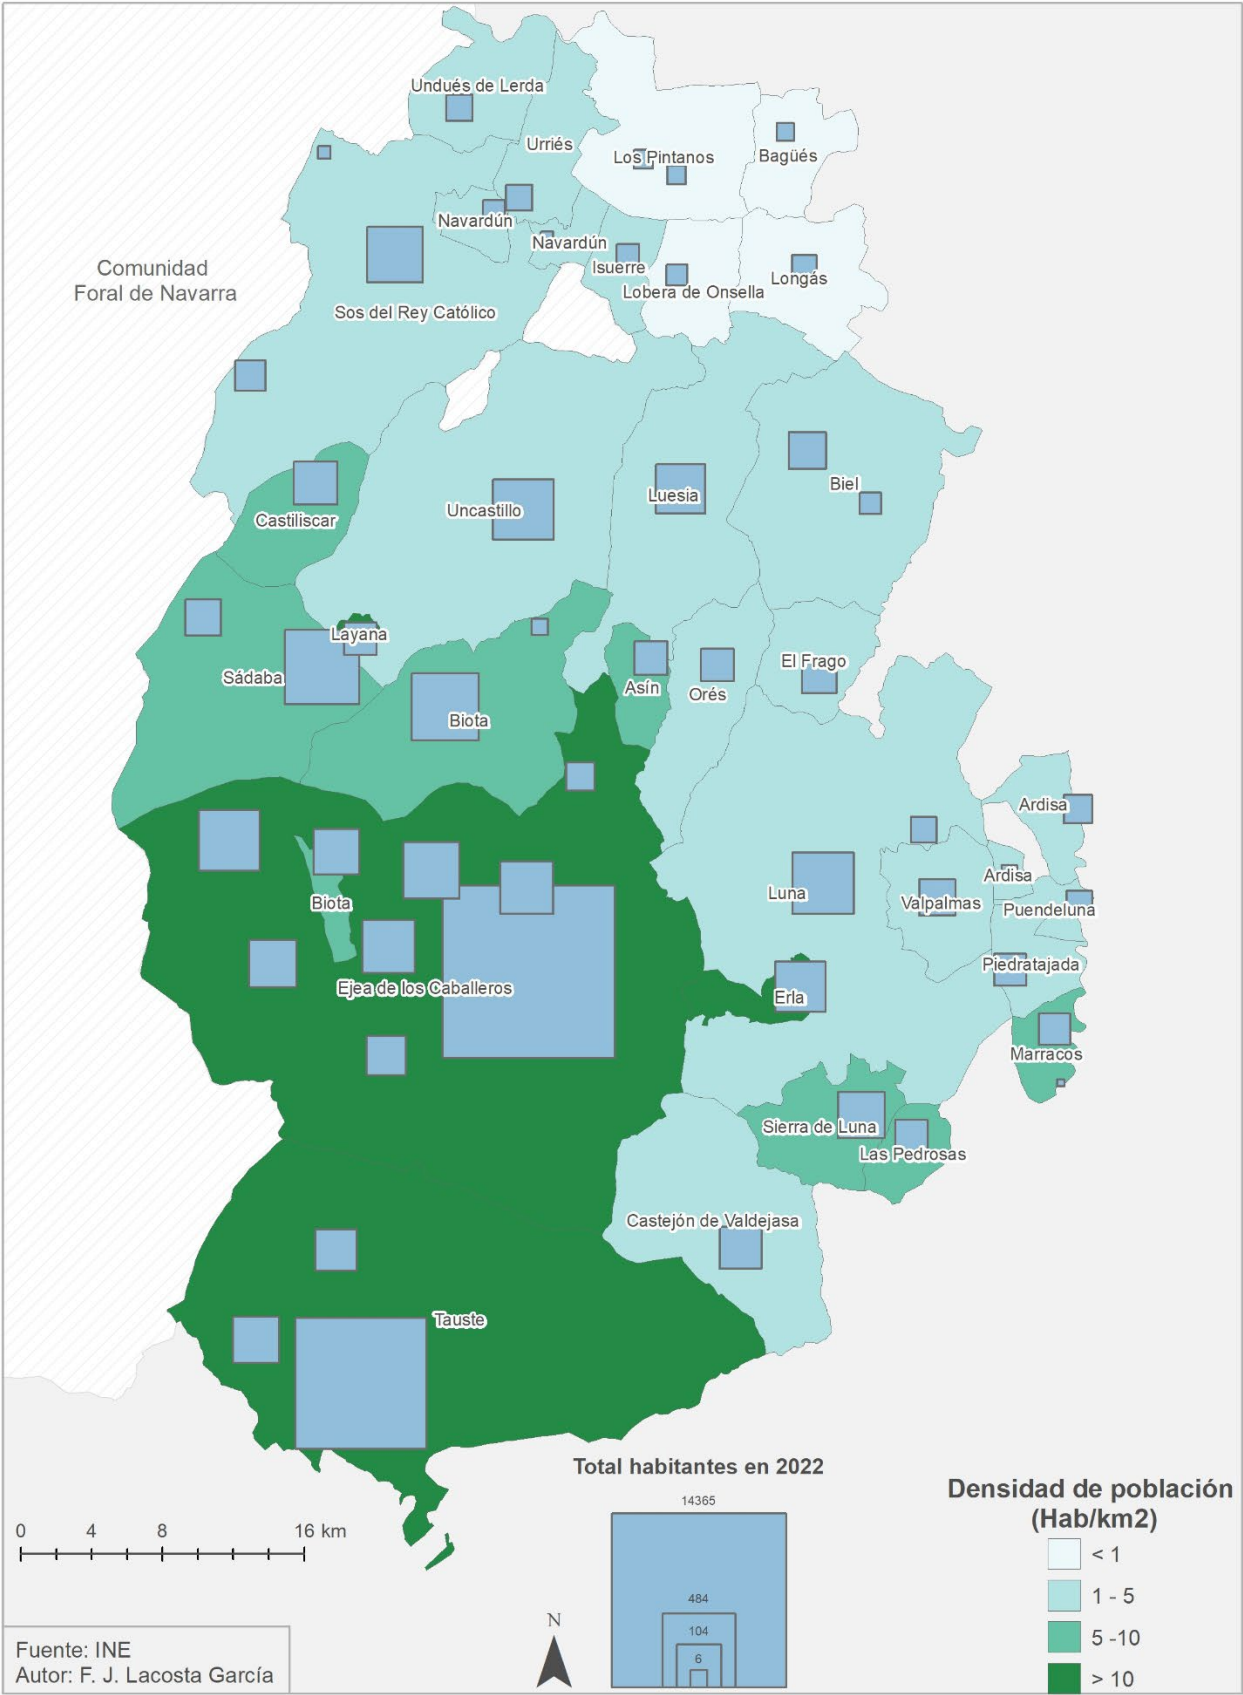 Undués de Lerda
Urriés
Los Pintanos
Bagüés
Navardún
Navardún
Isuerre
Lobera de Onsella
Longás
Comunidad
Foral de Navarra
Sos del Rey Católico
Castiliscar
Uncastillo
Luesia
Biel
Layana
Sádaba
Biota
Asín
Orés
El Frago
Ardisa
Biota
Luna
Valpalmas
Ardisa
Puendeluna
Ejea de los Caballeros
Erla
Piedratajada
Marracos
Sierra de Luna
Las Pedrosas
Castejón de Valdejasa
Tauste
Total habitantes en 2022
14365
484
104
6
Densidad de población
(Hab/km2)
< 1
1 - 5
5 -10
> 10
0 4 8 16 km
N
Fuente: INE
Autor: F. J. Lacosta García